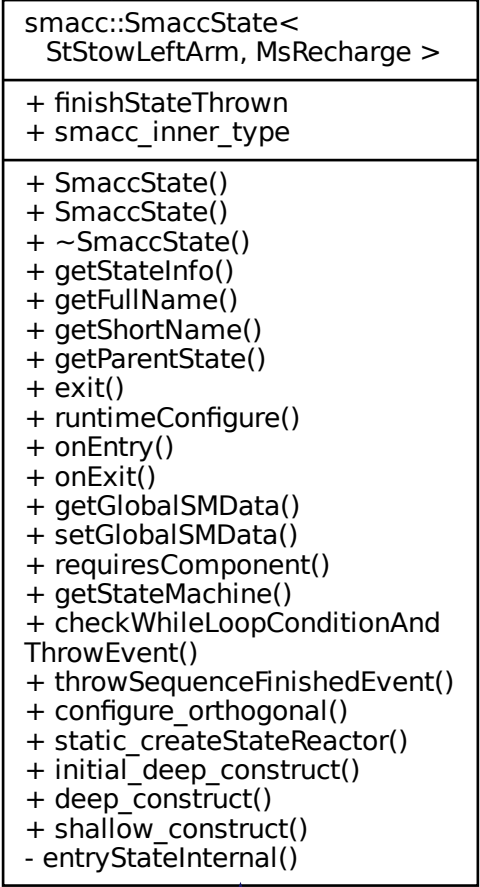 smacc::SmaccState<
StStowLeftArm, MsRecharge >
+ finishStateThrown
+ smacc_inner_type
+ SmaccState()
+ SmaccState()
+ ~SmaccState()
+ getStateInfo()
+ getFullName()
+ getShortName()
+ getParentState()
+ exit()
+ runtimeConfigure()
+ onEntry()
+ onExit()
+ getGlobalSMData()
+ setGlobalSMData()
+ requiresComponent()
+ getStateMachine()
+ checkWhileLoopConditionAnd
ThrowEvent()
+ throwSequenceFinishedEvent()
+ configure_orthogonal()
+ static_createStateReactor()
+ initial_deep_construct()
+ deep_construct()
+ shallow_construct()
- entryStateInternal()